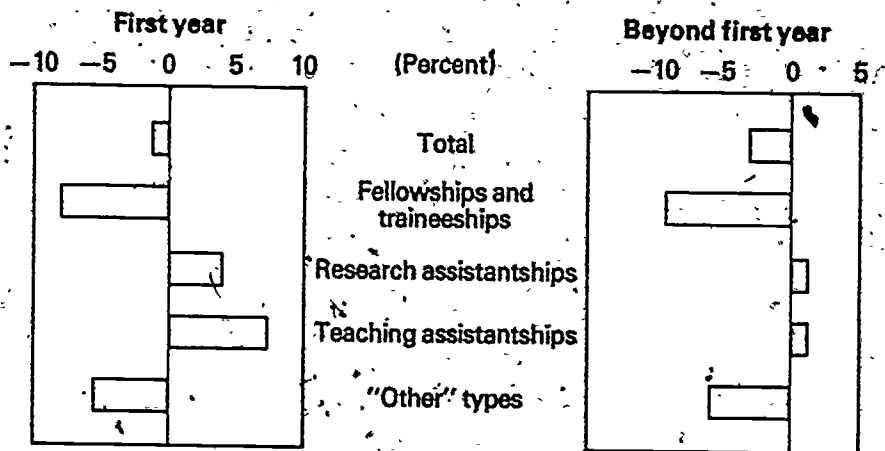 First year
Beyond first year
−10 −5 0 5 10 (Percent) −10 −5 0 5
Total
Fellowships and
traineeships
Research assistantships
Teaching assistantships
"Other" types